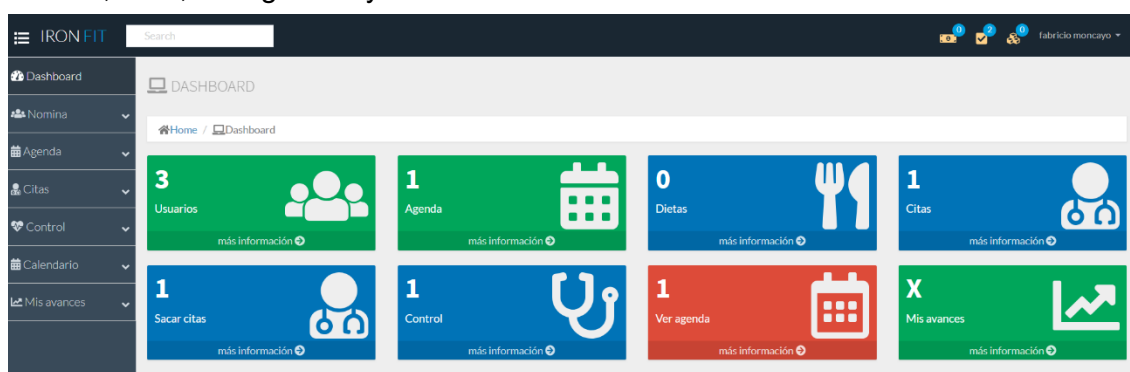 IRON FIT
Search
0
2
0
fabricio moncayo
Dashboard
Nomina
Agenda
Citas
Control
Calendario
Mis avances
DASHBOARD
Home / Dashboard
3
Usuarios
más información
1
Agenda
más información
0
Dietas
más información
1
Citas
más información
1
Sacar citas
más información
1
Control
más información
1
Ver agenda
más información
X
Mis avances
más información